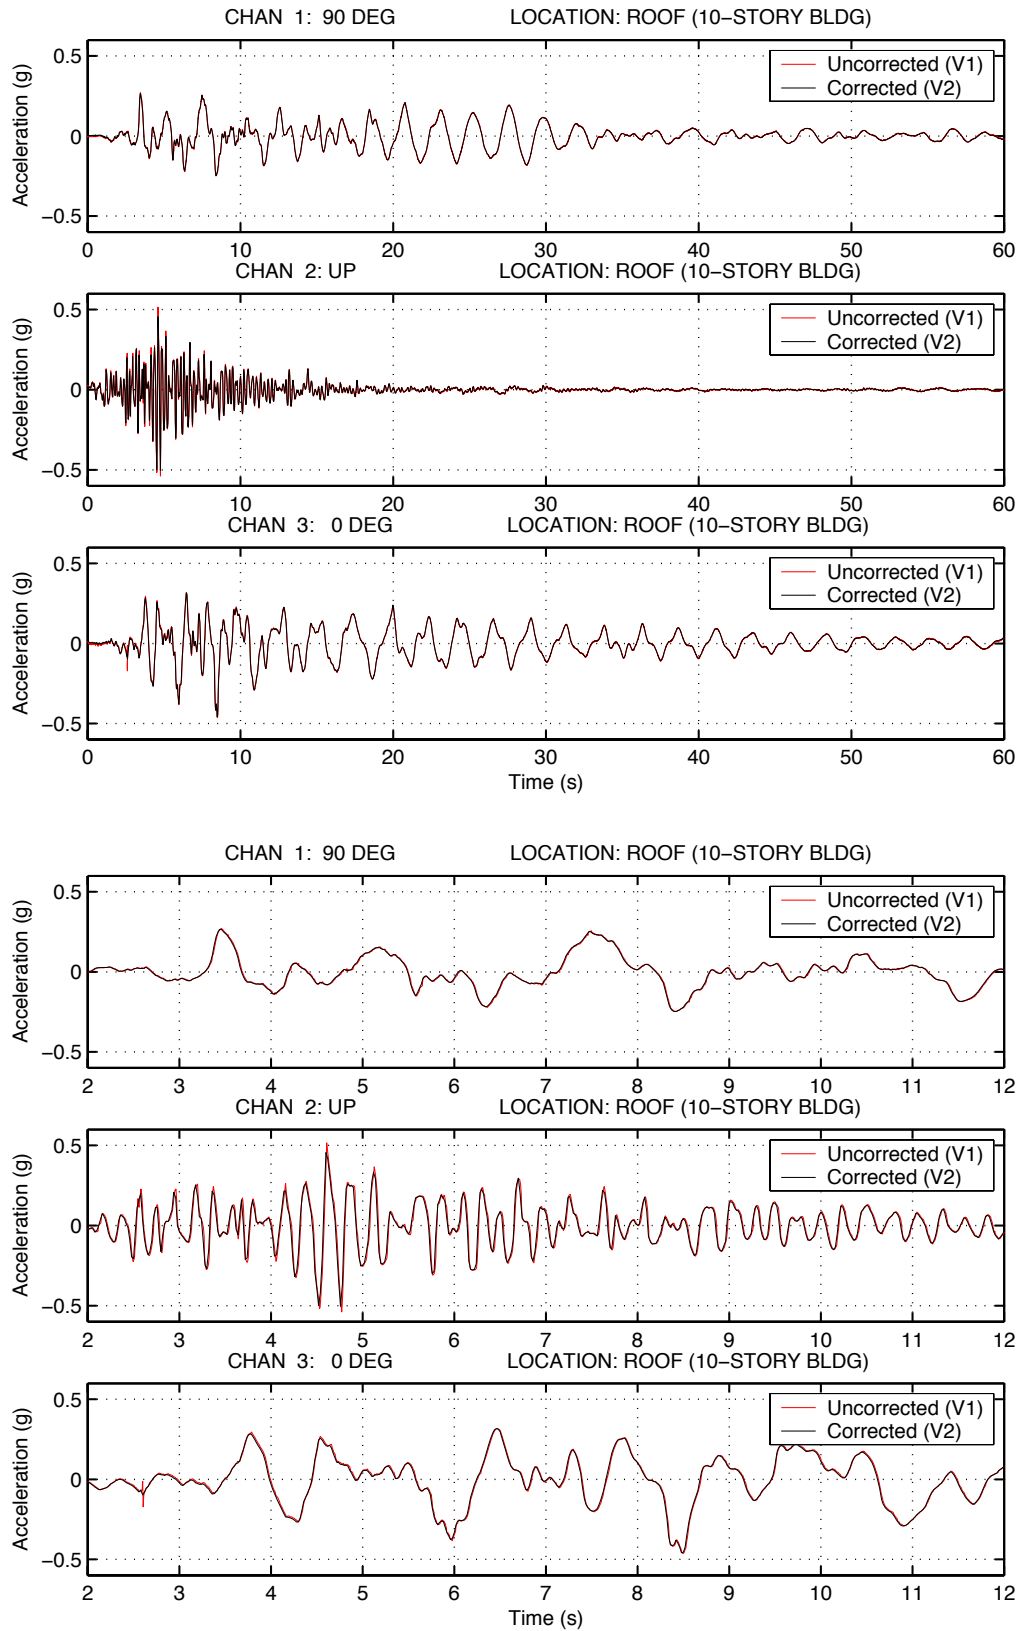 CHAN 1: 90 DEG LOCATION: ROOF (10−STORY BLDG)
Acceleration (g)
0.5
0
−0.5
Uncorrected (V1)
Corrected (V2)
0 10 20 30 40 50 60
CHAN 2: UP LOCATION: ROOF (10−STORY BLDG)
Acceleration (g)
0.5
0
−0.5
Uncorrected (V1)
Corrected (V2)
0 10 20 30 40 50 60
CHAN 3: 0 DEG LOCATION: ROOF (10−STORY BLDG)
Acceleration (g)
0.5
0
−0.5
Uncorrected (V1)
Corrected (V2)
0 10 20 30 40 50 60
Time (s)
CHAN 1: 90 DEG LOCATION: ROOF (10−STORY BLDG)
Acceleration (g)
0.5
0
−0.5
Uncorrected (V1)
Corrected (V2)
2 3 4 5 6 7 8 9 10 11 12
CHAN 2: UP LOCATION: ROOF (10−STORY BLDG)
Acceleration (g)
0.5
0
−0.5
Uncorrected (V1)
Corrected (V2)
2 3 4 5 6 7 8 9 10 11 12
CHAN 3: 0 DEG LOCATION: ROOF (10−STORY BLDG)
Acceleration (g)
0.5
0
−0.5
Uncorrected (V1)
Corrected (V2)
2 3 4 5 6 7 8 9 10 11 12
Time (s)